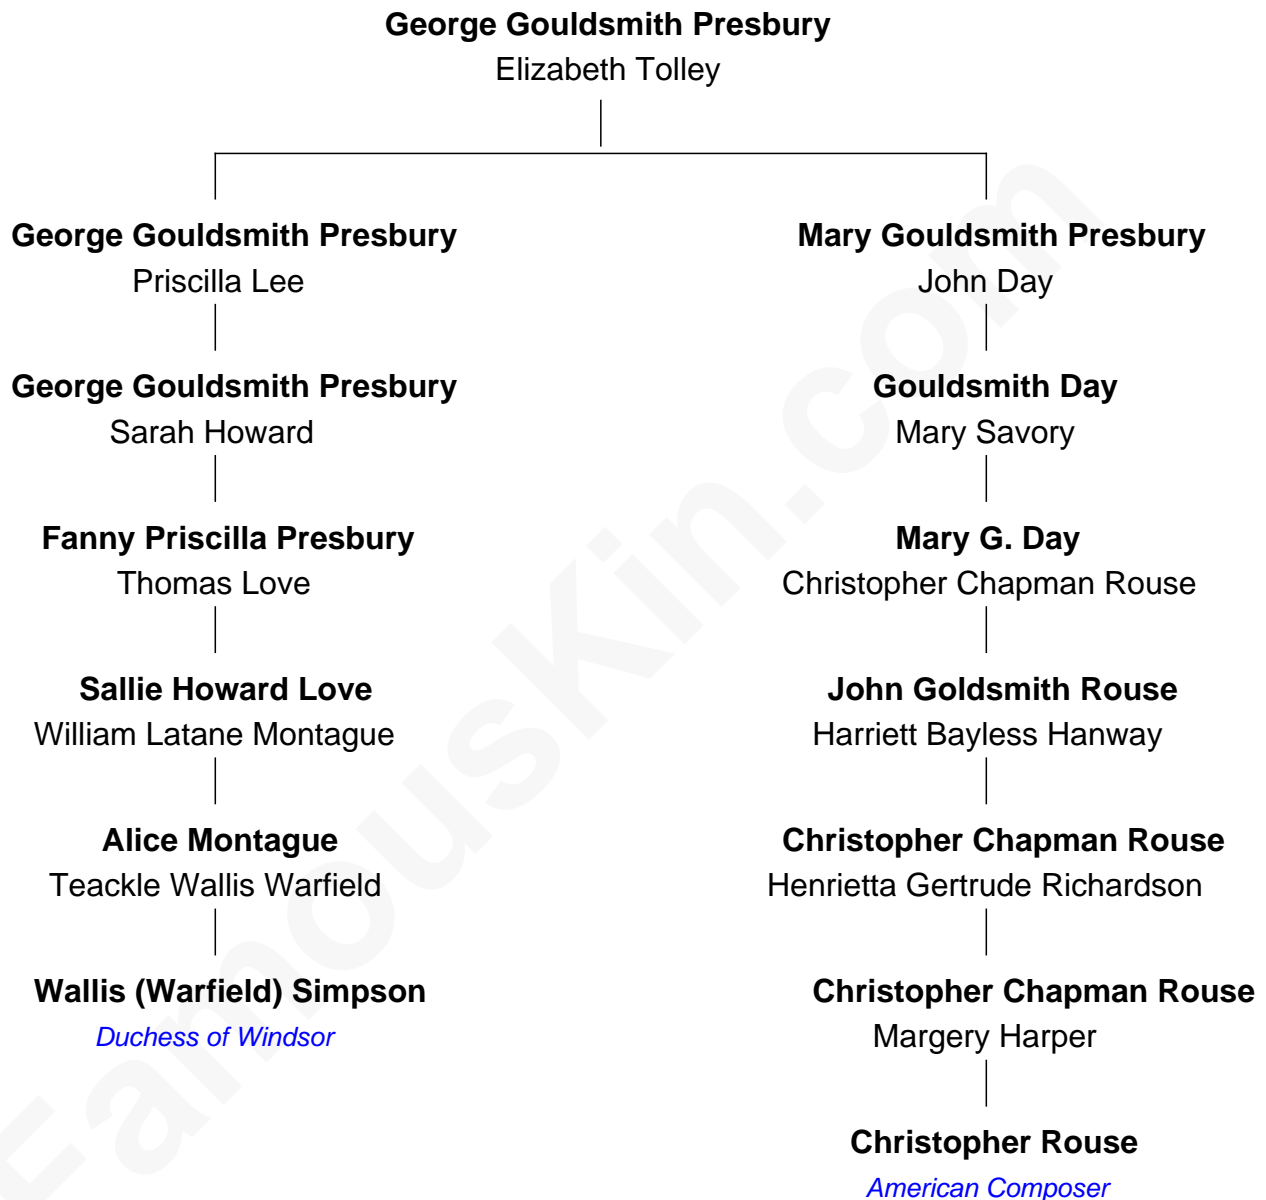 George Gouldsmith Presbury
Elizabeth Tolley
George Gouldsmith Presbury
Priscilla Lee
George Gouldsmith Presbury
Sarah Howard
Fanny Priscilla Presbury
Thomas Love
Sallie Howard Love
William Latane Montague
Alice Montague
Teackle Wallis Warfield
Wallis (Warfield) Simpson
Duchess of Windsor
Mary Gouldsmith Presbury
John Day
Gouldsmith Day
Mary Savory
Mary G. Day
Christopher Chapman Rouse
John Goldsmith Rouse
Harriett Bayless Hanway
Christopher Chapman Rouse
Henrietta Gertrude Richardson
Christopher Chapman Rouse
Margery Harper
Christopher Rouse
American Composer
FamousKin.com